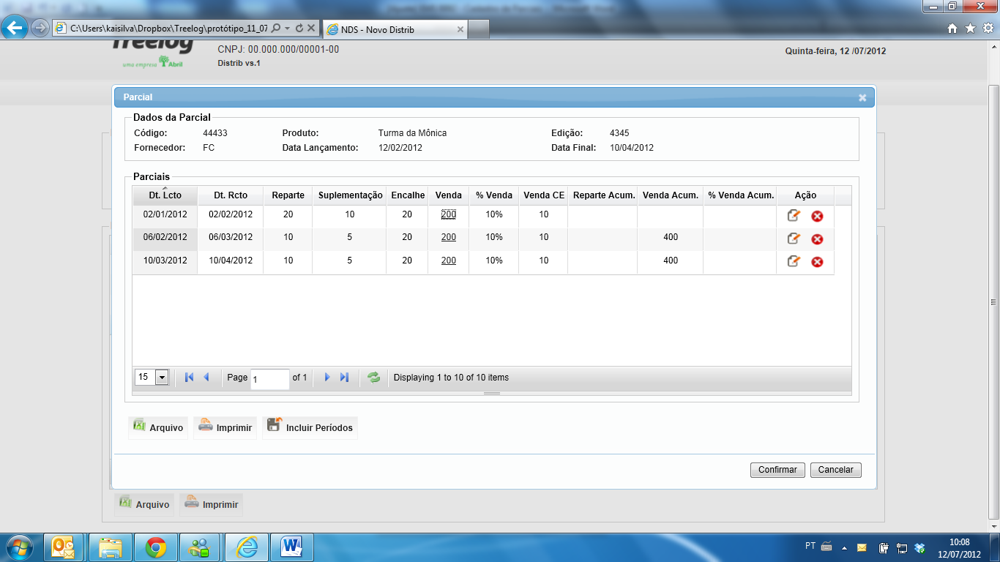 C:\Users\kaisilva\Dropbox\Treelog\protótipo_11_07
NDS - Novo Distrib
Treelog
uma empresa Abril
CNPJ: 00.000.000/00001-00
Distrib vs.1
Quinta-feira, 12 /07/2012
Parcial
Dados da Parcial
Código: 44433 Produto: Turma da Mônica Edição: 4345
Fornecedor: FC Data Lançamento: 12/02/2012 Data Final: 10/04/2012
Parciais
Dt. Lcto Dt. Rcto Reparte Suplementação Encalhe Venda % Venda Venda CE Reparte Acum. Venda Acum. % Venda Acum. Ação
02/01/2012 02/02/2012 20 10 20 200 10% 10
06/02/2012 06/03/2012 10 5 20 200 10% 10 400
10/03/2012 10/04/2012 10 5 20 200 10% 10 400
15 Page 1 of 1 Displaying 1 to 10 of 10 items
Arquivo Imprimir Incluir Períodos
Confirmar Cancelar
Arquivo Imprimir
PT 10:08
12/07/2012